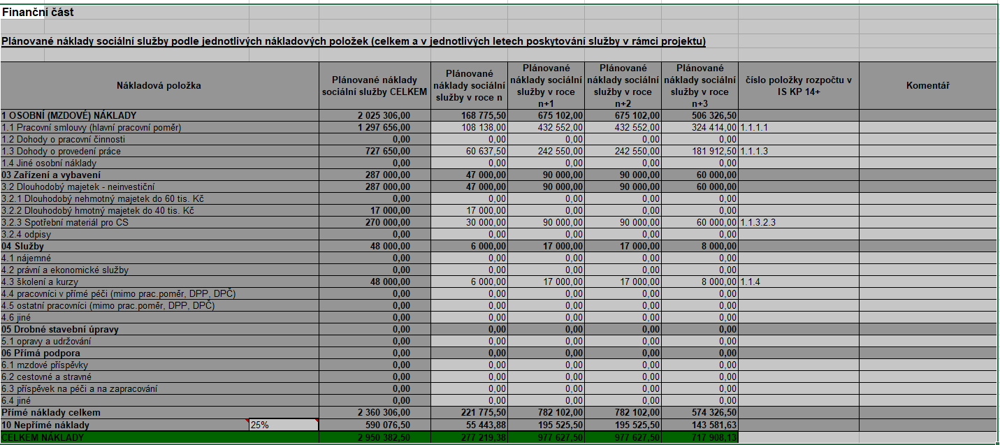 Finanční část
Plánované náklady sociální služby podle jednotlivých nákladových položek (celkem a v jednotlivých letech poskytování služby v rámci projektu)
Nákladová položka	Plánované náklady sociální služby CELKEM	Plánované náklady sociální služby v roce n	Plánované náklady sociální služby v roce n+1	Plánované náklady sociální služby v roce n+2	Plánované náklady sociální služby v roce n+3	číslo položky rozpočtu v IS KP 14+	Komentář
1 OSOBNÍ (MZDOVÉ) NÁKLADY	2 025 306,00	168 775,50	675 102,00	675 102,00	506 326,50
1.1 Pracovní smlouvy (hlavní pracovní poměr)	1 297 656,00	108 138,00	432 552,00	432 552,00	324 414,00	1.1.1.1
1.2 Dohody o pracovní činnosti	0,00	0,00	0,00	0,00	0,00
1.3 Dohody o provedení práce	727 650,00	60 637,50	242 550,00	242 550,00	181 912,50	1.1.1.3
1.4 Jiné osobní náklady	0,00	0,00	0,00	0,00	0,00
03 Zařízení a vybavení	287 000,00	47 000,00	90 000,00	90 000,00	60 000,00
3.2 Dlouhodobý majetek - neinvestiční	287 000,00	47 000,00	90 000,00	90 000,00	60 000,00
3.2.1 Dlouhodobý nehmotný majetek do 60 tis. Kč	0,00	0,00	0,00	0,00	0,00
3.2.2 Dlouhodobý hmotný majetek do 40 tis. Kč	17 000,00	17 000,00	0,00	0,00	0,00
3.2.3 Spotřební materiál pro CS	270 000,00	30 000,00	90 000,00	90 000,00	60 000,00	1.1.3.2.3
3.2.4 odpisy	0,00	0,00	0,00	0,00	0,00
04 Služby	48 000,00	6 000,00	17 000,00	17 000,00	8 000,00
4.1 nájemné	0,00	0,00	0,00	0,00	0,00
4.2 právní a ekonomické služby	0,00	0,00	0,00	0,00	0,00
4.3 školení a kurzy	48 000,00	6 000,00	17 000,00	17 000,00	8 000,00	1.1.4
4.4 pracovníci v přímé péči (mimo prac.poměr, DPP, DPČ)	0,00	0,00	0,00	0,00	0,00
4.5 ostatní pracovníci (mimo prac.poměr, DPP, DPČ)	0,00	0,00	0,00	0,00	0,00
4.6 jiné	0,00	0,00	0,00	0,00	0,00
05 Drobné stavební úpravy	0,00	0,00	0,00	0,00	0,00
5.1 opravy a udržování	0,00	0,00	0,00	0,00	0,00
06 Přímá podpora	0,00	0,00	0,00	0,00	0,00
6.1 mzdové příspěvky	0,00	0,00	0,00	0,00	0,00
6.2 cestovné a stravné	0,00	0,00	0,00	0,00	0,00
6.3 příspěvek na péči a na zapracování	0,00	0,00	0,00	0,00	0,00
6.4 jiné	0,00	0,00	0,00	0,00	0,00
Přímé náklady celkem	2 360 306,00	221 775,50	782 102,00	782 102,00	574 326,50
10 Nepřímé náklady	25%	590 076,50	55 443,88	195 525,50	195 525,50	143 581,63
CELKEM NÁKLADY	2 950 382,50	277 219,38	977 627,50	977 627,50	717 908,13